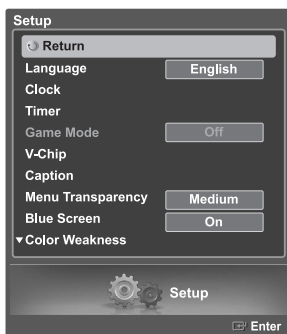 Setup
Return
Language English
Clock
Timer
Game Mode Off
V-Chip
Caption
Menu Transparency Medium
Blue Screen On
▼Color Weakness
Setup
Enter